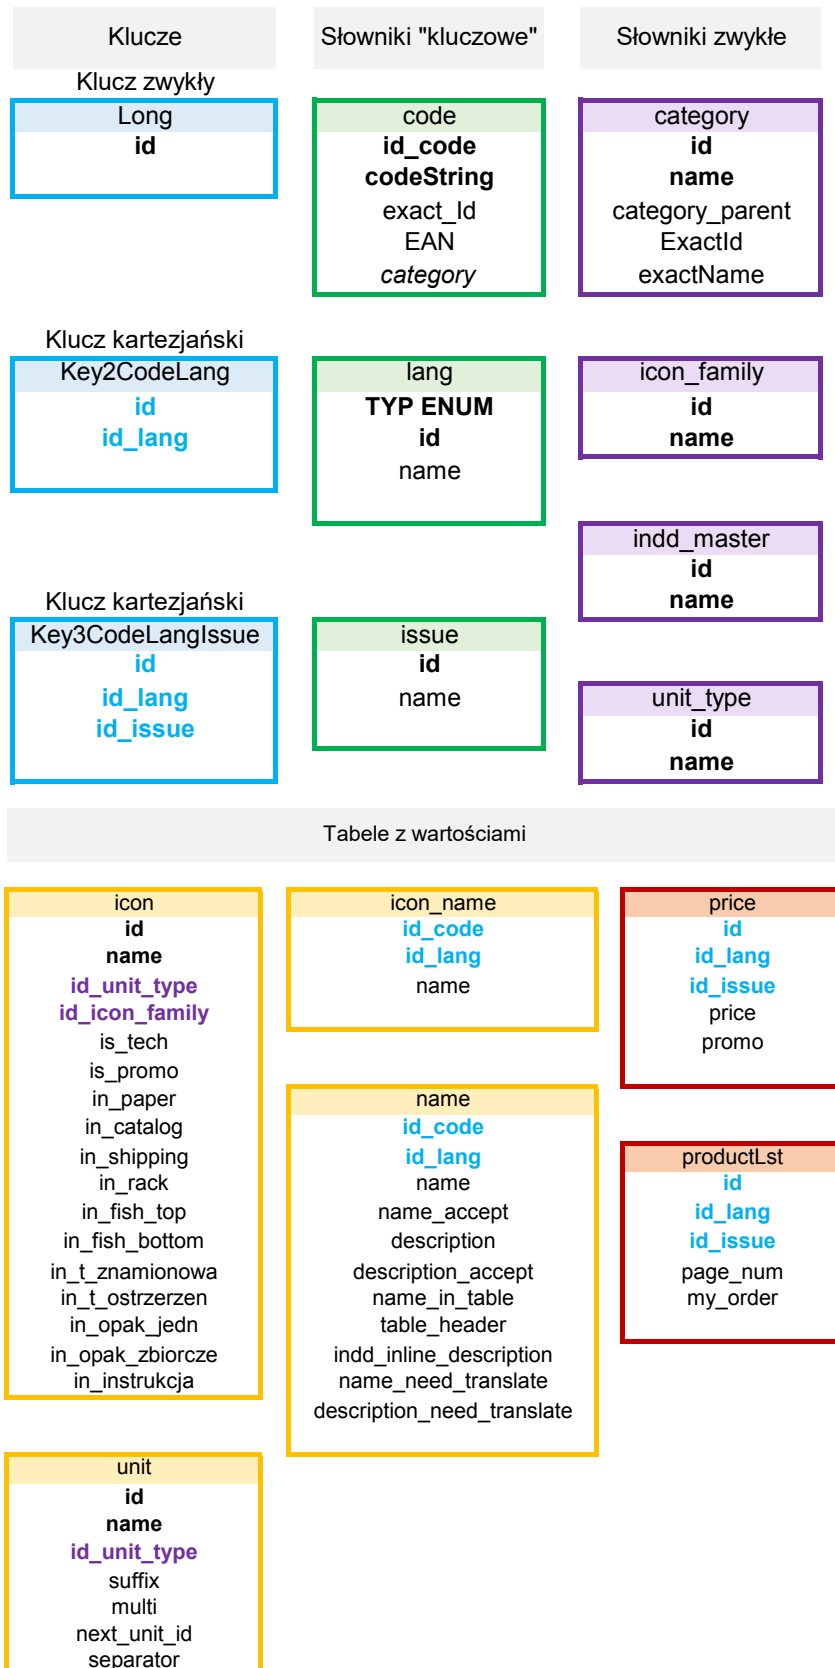 Klucze
Słowniki "kluczowe"
Słowniki zwykłe
Klucz zwykły
Long
id
code
id_code
codeString
exact_Id
EAN
category
category
id
name
category_parent
ExactId
exactName
Klucz kartezjański
Key2CodeLang
id
id_lang
lang
TYP ENUM
id
name
icon_family
id
name
indd_master
id
name
Klucz kartezjański
Key3CodeLangIssue
id
id_lang
id_issue
issue
id
name
unit_type
id
name
Tabele z wartościami
icon
id
name
id_unit_type
id_icon_family
is_tech
is_promo
in_paper
in_catalog
in_shipping
in_rack
in_fish_top
in_fish_bottom
in_t_znamionowa
in_t_ostrzerzen
in_opak_jedn
in_opak_zbiorcze
in_instrukcja
icon_name
id_code
id_lang
name
price
id
id_lang
id_issue
price
promo
name
id_code
id_lang
name
name_accept
description
description_accept
name_in_table
table_header
indd_inline_description
name_need_translate
description_need_translate
productLst
id
id_lang
id_issue
page_num
my_order
unit
id
name
id_unit_type
suffix
multi
next_unit_id
separator